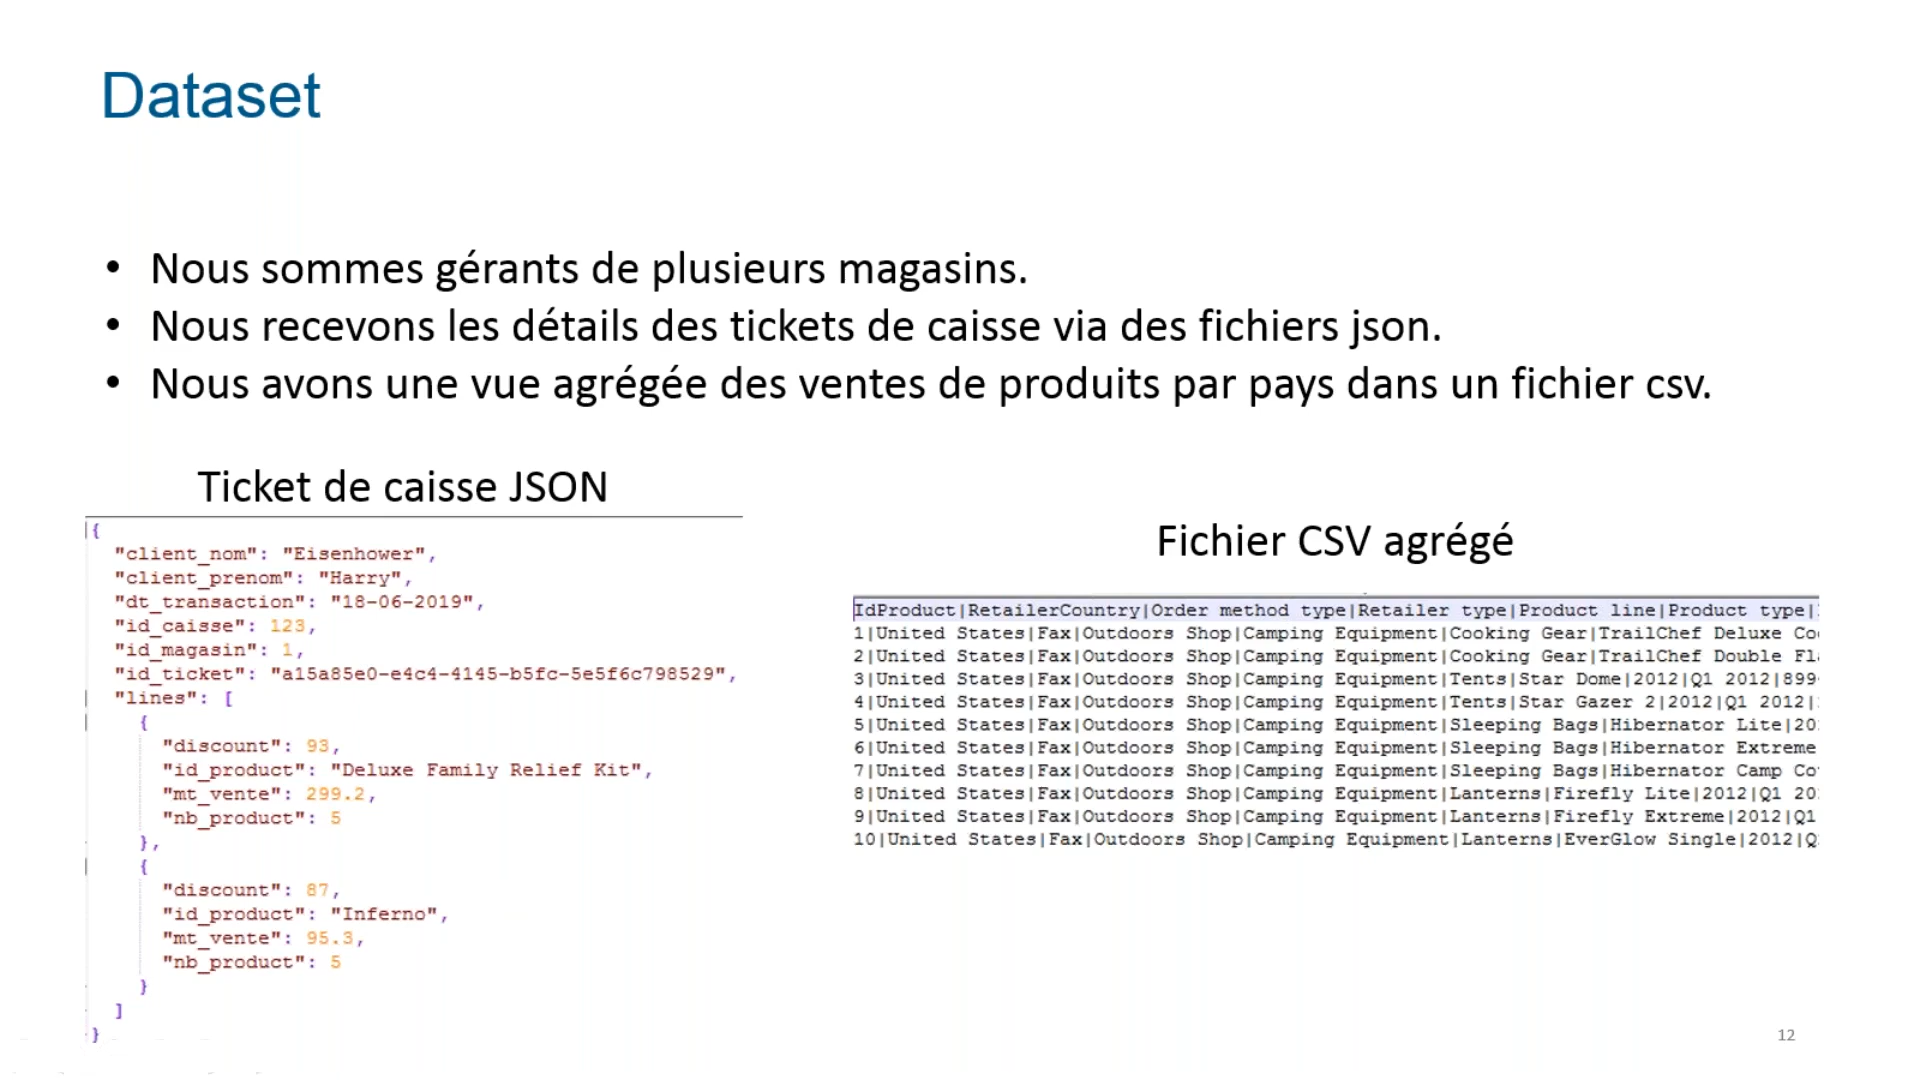 Dataset
• Nous sommes gérants de plusieurs magasins.
• Nous recevons les détails des tickets de caisse via des fichiers json.
• Nous avons une vue agrégée des ventes de produits par pays dans un fichier csv.
Ticket de caisse JSON
{
"client_nom": "Eisenhower",
"client_prenom": "Harry",
"dt_transaction": "18-06-2019",
"id_caisse": 123,
"id_magasin": 1,
"id_ticket": "a15a85e0-e4c4-4145-b5fc-5e5f6c798529",
"lines": [
{
"discount": 93,
"id_product": "Deluxe Family Relief Kit",
"mt_vente": 299.2,
"nb_product": 5
},
{
"discount": 87,
"id_product": "Inferno",
"mt_vente": 95.3,
"nb_product": 5
}
]
}
Fichier CSV agrégé
IdProduct|RetailerCountry|Order method type|Retailer type|Product line|Product type|
1|United States|Fax|Outdoors Shop|Camping Equipment|Cooking Gear|TrailChef Deluxe
2|United States|Fax|Outdoors Shop|Camping Equipment|Cooking Gear|TrailChef Double
3|United States|Fax|Outdoors Shop|Camping Equipment|Tents|Star Dome|2012|Q1 2012|899
4|United States|Fax|Outdoors Shop|Camping Equipment|Tents|Star Gazer 2|2012|Q1 2012|
5|United States|Fax|Outdoors Shop|Camping Equipment|Sleeping Bags|Hibernator Lite|20
6|United States|Fax|Outdoors Shop|Camping Equipment|Sleeping Bags|Hibernator Extreme
7|United States|Fax|Outdoors Shop|Camping Equipment|Sleeping Bags|Hibernator Camp
8|United States|Fax|Outdoors Shop|Camping Equipment|Lanterns|Firefly Lite|2012|Q1 20
9|United States|Fax|Outdoors Shop|Camping Equipment|Lanterns|Firefly Extreme|2012|Q1
10|United States|Fax|Outdoors Shop|Camping Equipment|Lanterns|EverGlow Single|2012|Q
12